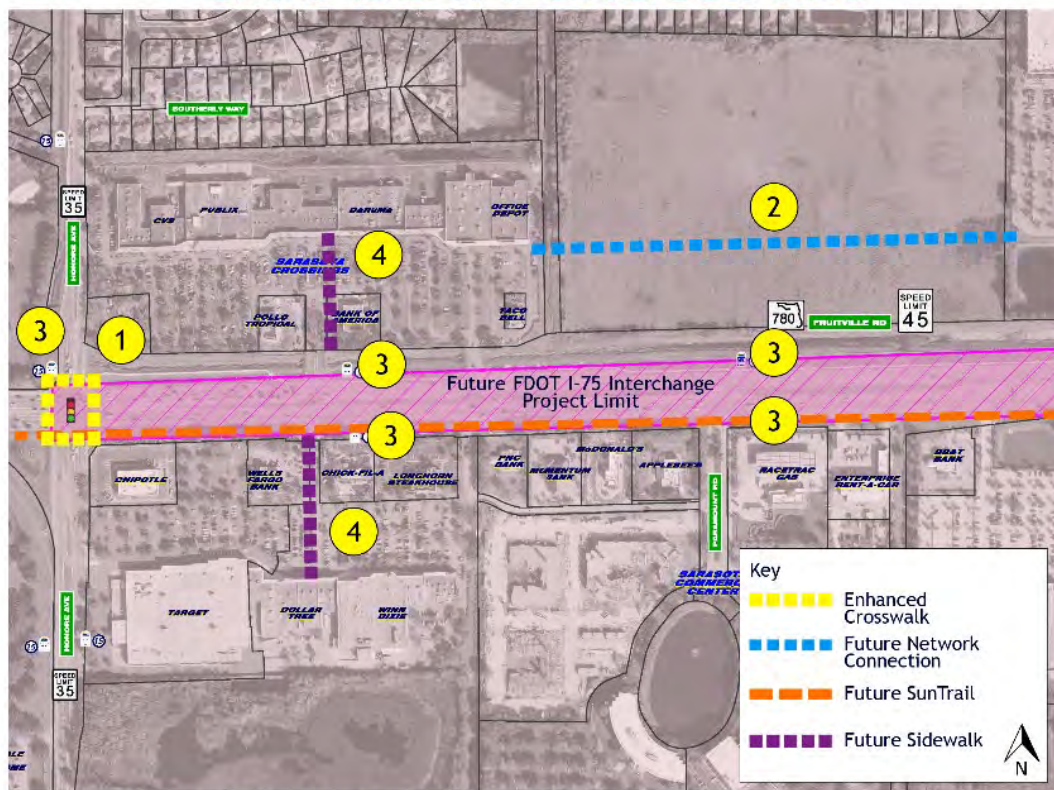 SOUTHERLY WAY
75
SPEED
LIMIT
35
HONORE AVE
CVS
PUBLIX
DARUMA
OFFICE
DEPOT
2
4
SARASOTA
CROSSINGS
POLLO
TROPICAL
BANK OF
AMERICA
TACO
BELL
780
FRUITVILLE RD
SPEED
LIMIT
45
3
1
3
3
Future FDOT I-75 Interchange
Project Limit
3
3
CHIPOTLE
WELLS
FARGO
BANK
CHICK-FIL-A
LONGHORN
STEAKHOUSE
PNC
BANK
MOMENTUM
BANK
McDONALD'S
APPLEBEE'S
RACETRAC
GAS
ENTERPRISE
RENT-A-CAR
BB&T
BANK
4
PARAMOUNT RD
SARASOTA
COMMERCE
CENTER
TARGET
DOLLAR
TREE
WINN
DIXIE
HONORE AVE
75
75
SPEED
LIMIT
35
Key
Enhanced
Crosswalk
Future Network
Connection
Future SunTrail
Future Sidewalk
N